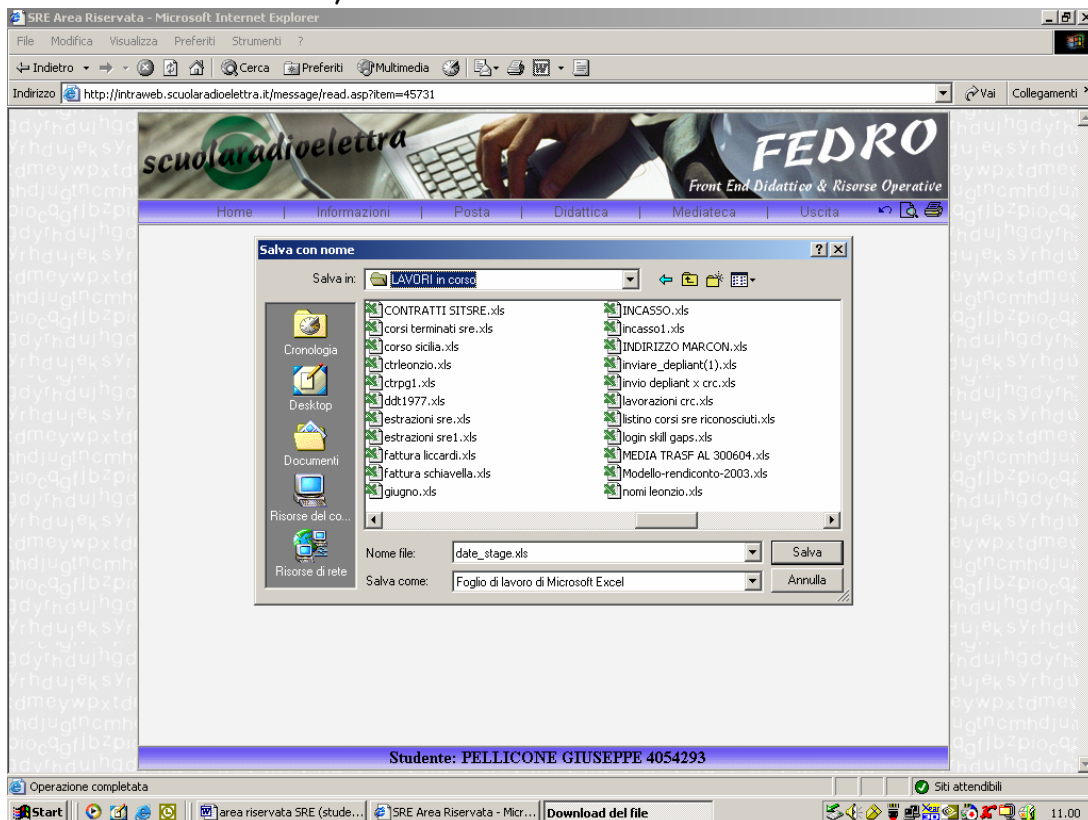 SRE Area Riservata - Microsoft Internet Explorer
File Modifica Visualizza Preferiti Strumenti ?
Indietro Cerca Preferiti Multimedia
Indirizzo http://intraweb.scuolaradioelettra.it/message/read.asp?item=45731 Vai Collegamenti »
scuolaradioelettra
FEDRO
Front End Didattico & Risorse Operative
Home | Informazioni | Posta | Didattica | Mediateca | Uscita
Salva con nome
Salva in: LAVORI in corso
Cronologia
Desktop
Documenti
Risorse del co...
Risorse di rete
CONTRATTI SITSRE.xls
corsi terminati sre.xls
corso sicilia.xls
ctrleonzio.xls
ctrpg1.xls
ddt1977.xls
estrazioni sre.xls
estrazioni sre1.xls
fattura liccardi.xls
fattura schiavella.xls
giugno.xls
INCASSO.xls
incasso1.xls
INDIRIZZO MARCON.xls
inviare_depliant(1).xls
invio depliant x crc.xls
lavorazioni crc.xls
listino corsi sre riconosciuti.xls
login skill gaps.xls
MEDIA TRASF AL 300604.xls
Modello-rendiconto-2003.xls
nomi leonzio.xls
Nome file: date_stage.xls Salva
Salva come: Foglio di lavoro di Microsoft Excel Annulla
Studente: PELLICONE GIUSEPPE 4054293
Operazione completata Siti attendibili
Start area riservata SRE (stude... SRE Area Riservata - Micr... Download del file 11.00